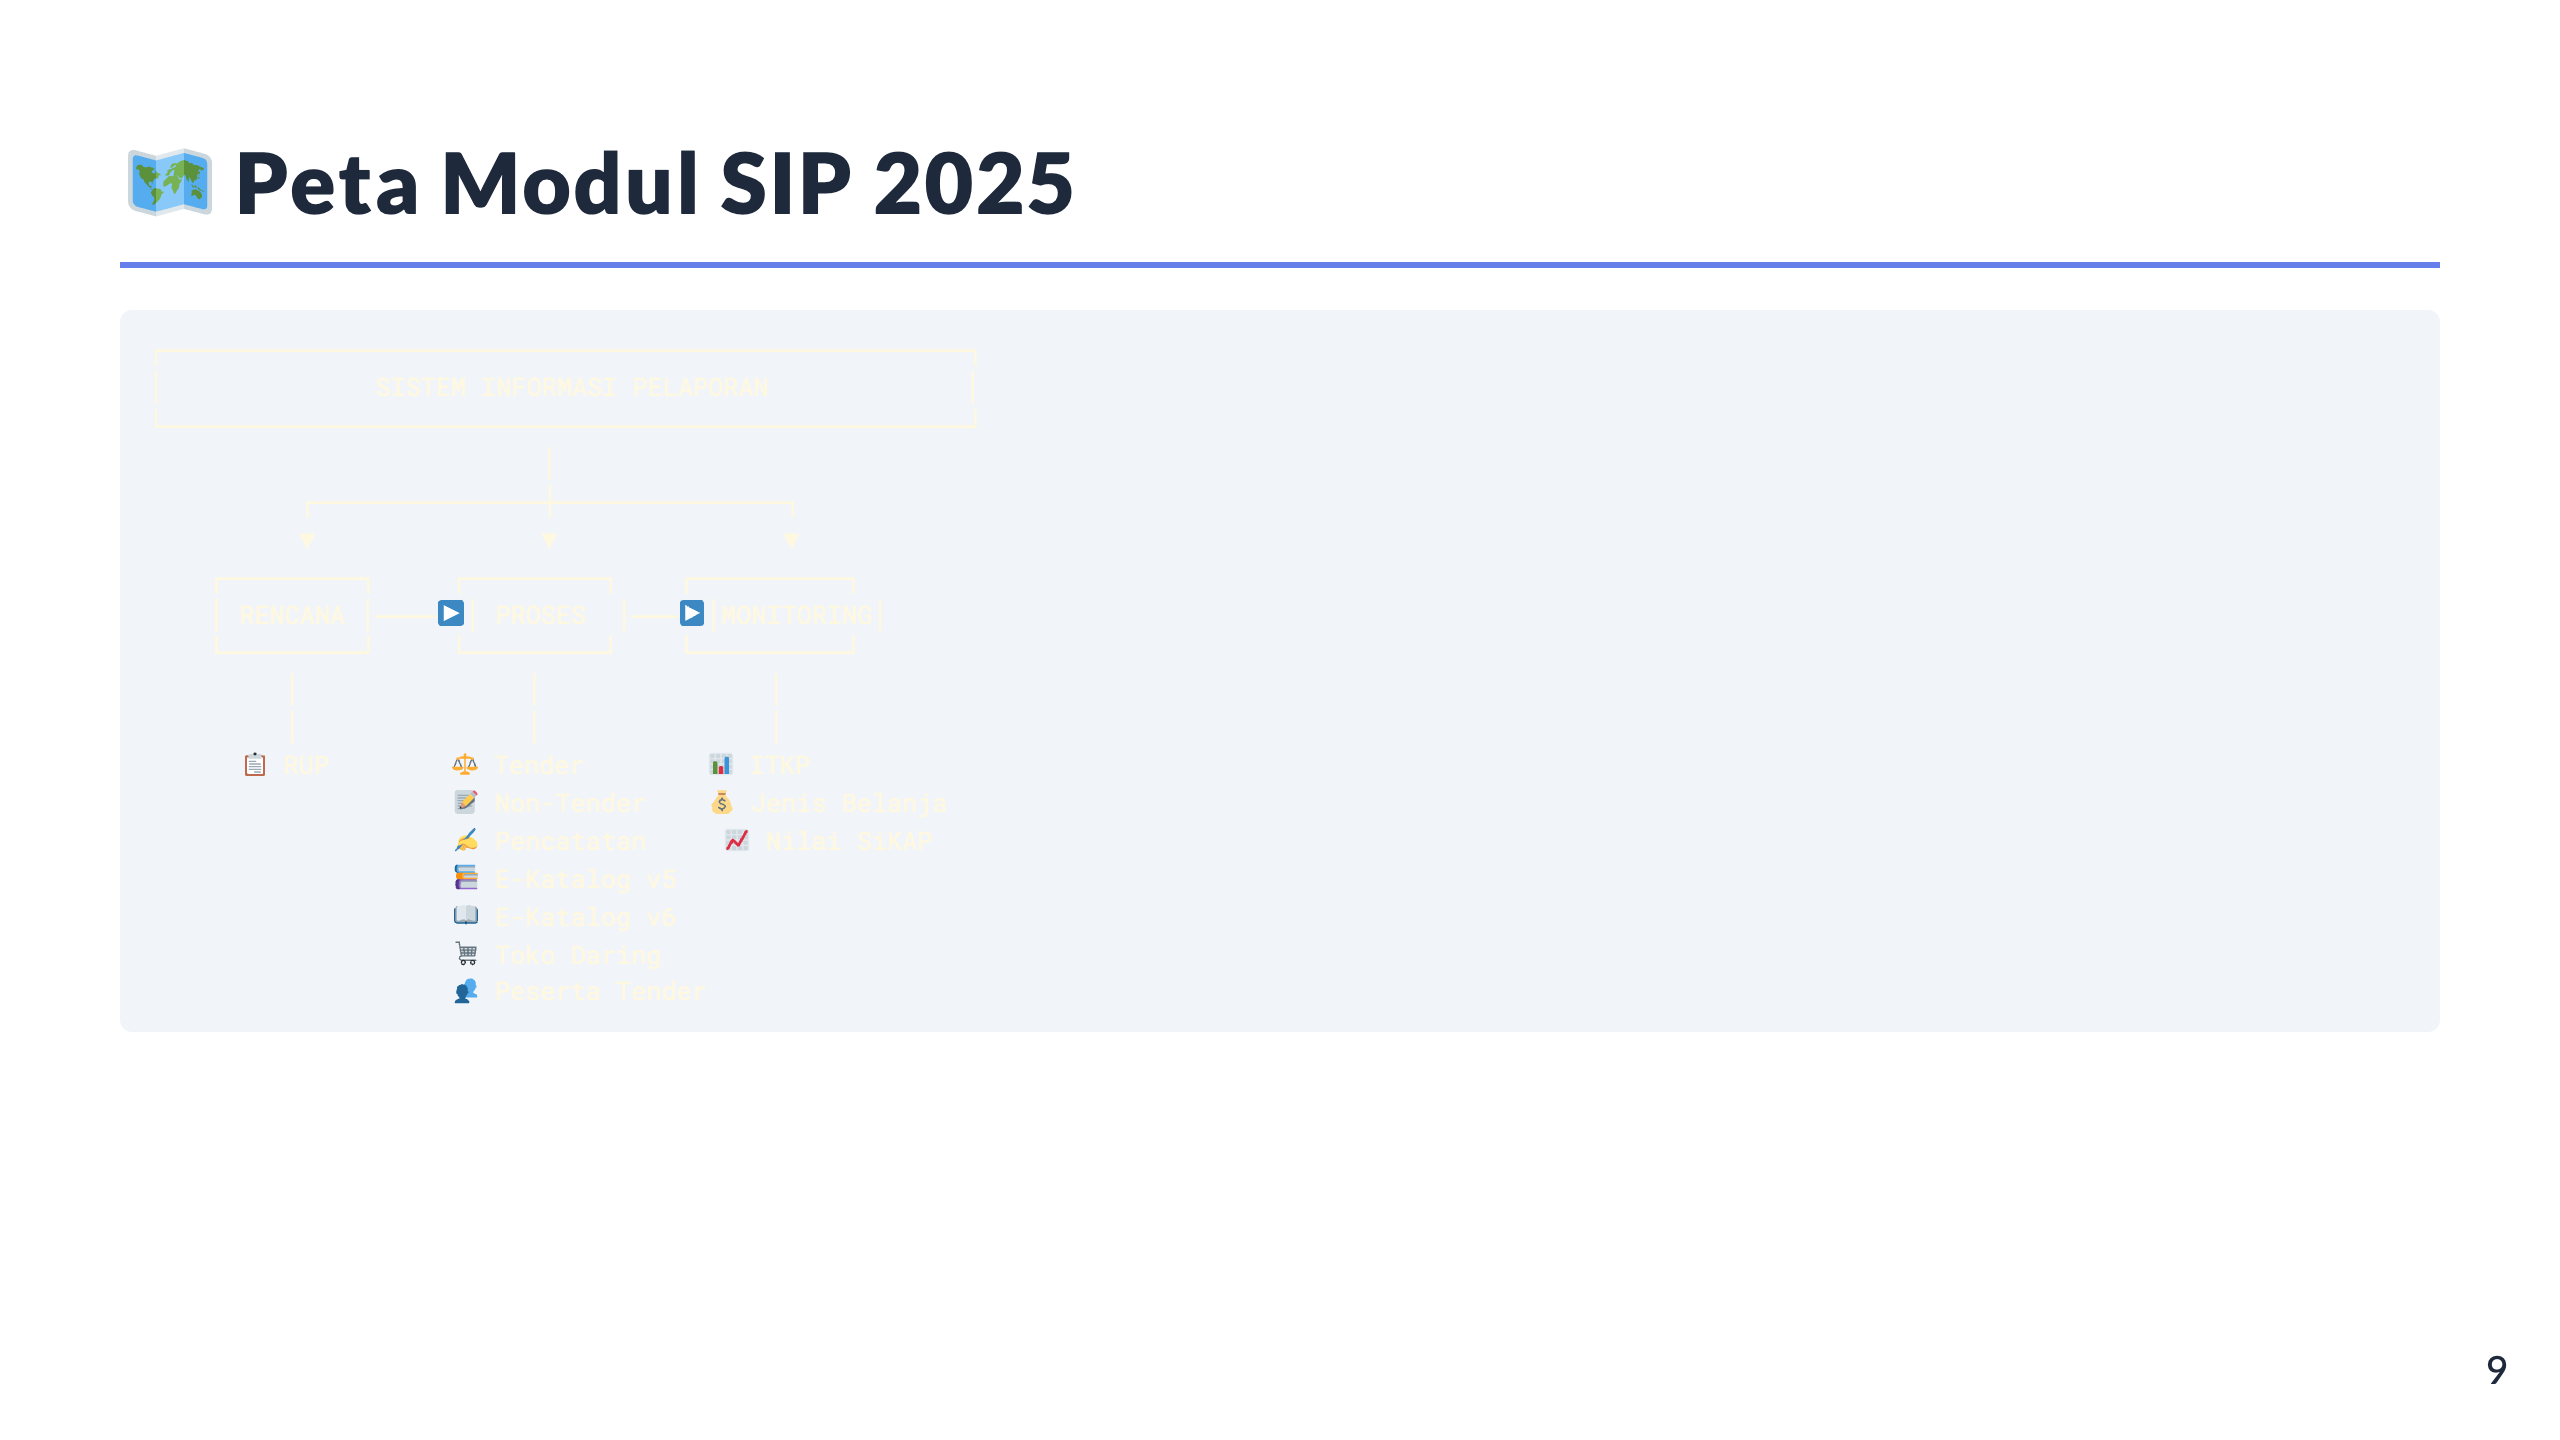 🗺️ Peta Modul SIP 2025
SISTEM INFORMASI PELAPORAN
RENCANA PROSES MONITORING
📋 RUP ⚖️ Tender 📊 ITKP
📝 Non-Tender 💰 Jenis Belanja
✍️ Pencatatan 📈 Nilai SiKAP
📚 E-Katalog v5
📖 E-Katalog v6
🛒 Toko Daring
👥 Peserta Tender
9